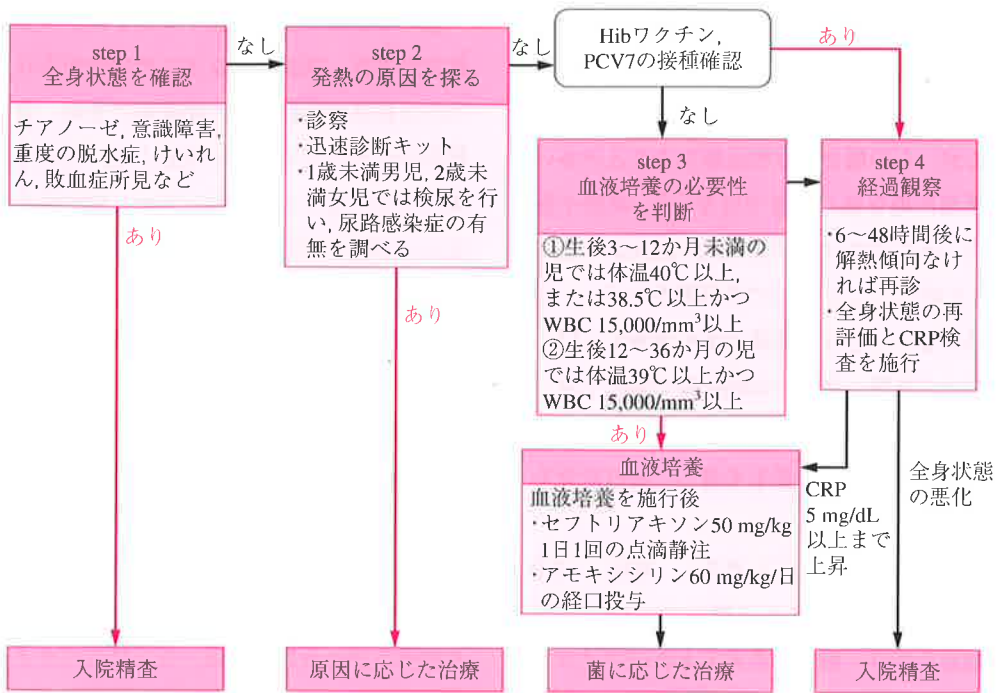 step 1
全身状態を確認
チアノーゼ, 意識障害,
重度の脱水症, けいれ
ん, 敗血症所見など
なし
あり
step 2
発熱の原因を探る
・診察
・迅速診断キット
・1歳未満男児, 2歳未
満女児では検尿を行
い, 尿路感染症の有
無を調べる
なし
あり
Hibワクチン,
PCV7の接種確認
あり
なし
step 3
血液培養の必要性
を判断
①生後3〜12か月未満の
児では体温40℃以上,
または38.5℃以上かつ
WBC 15,000/mm³以上
②生後12〜36か月の児
では体温39℃以上かつ
WBC 15,000/mm³以上
あり
step 4
経過観察
・6〜48時間後に
解熱傾向なけ
れば再診
・全身状態の再
評価とCRP検
査を施行
血液培養
血液培養を施行後
・セフトリアキソン50 mg/kg
1日1回の点滴静注
・アモキシシリン60 mg/kg/日
の経口投与
CRP
5 mg/dL
以上まで
上昇
全身状態
の悪化
入院精査
原因に応じた治療
菌に応じた治療
入院精査